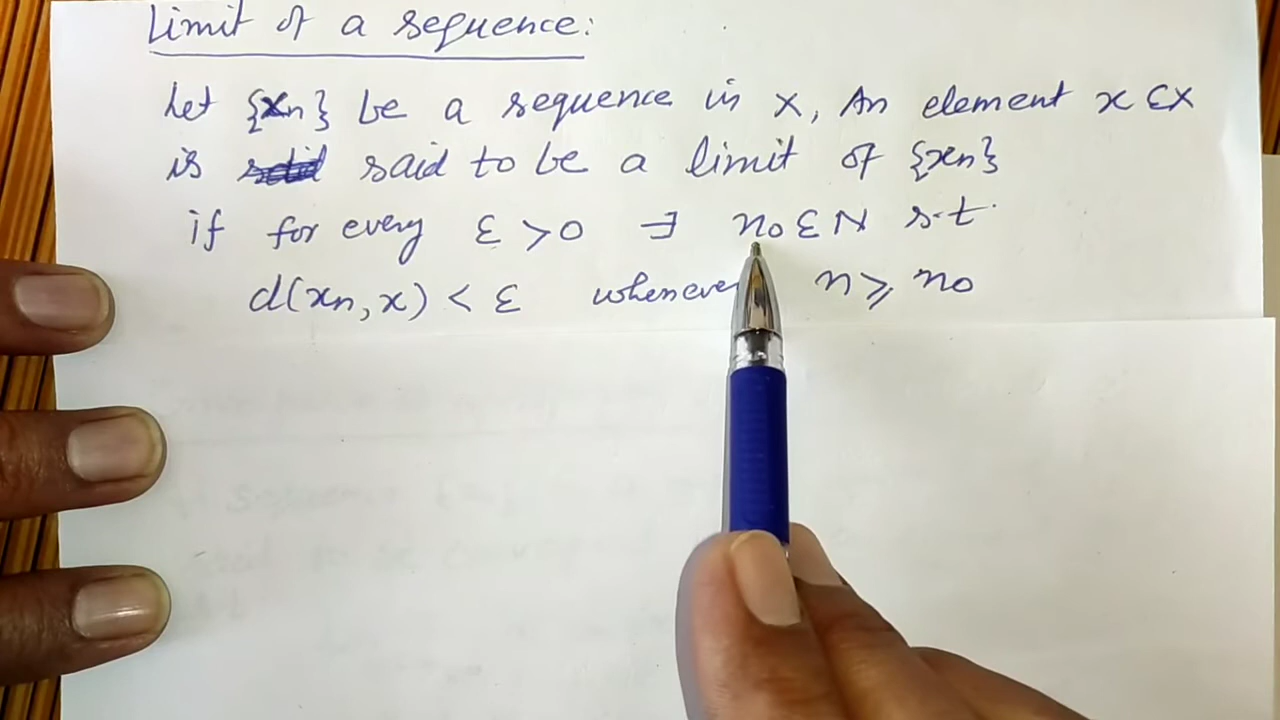 Limit of a sequence:
Let {xn} be a sequence in X, An element x ∈ X
is said to be a limit of {xn}
if for every ε > 0 ∃ n₀ ∈ N s.t.
d(xn, x) < ε whenever n ≥ n₀